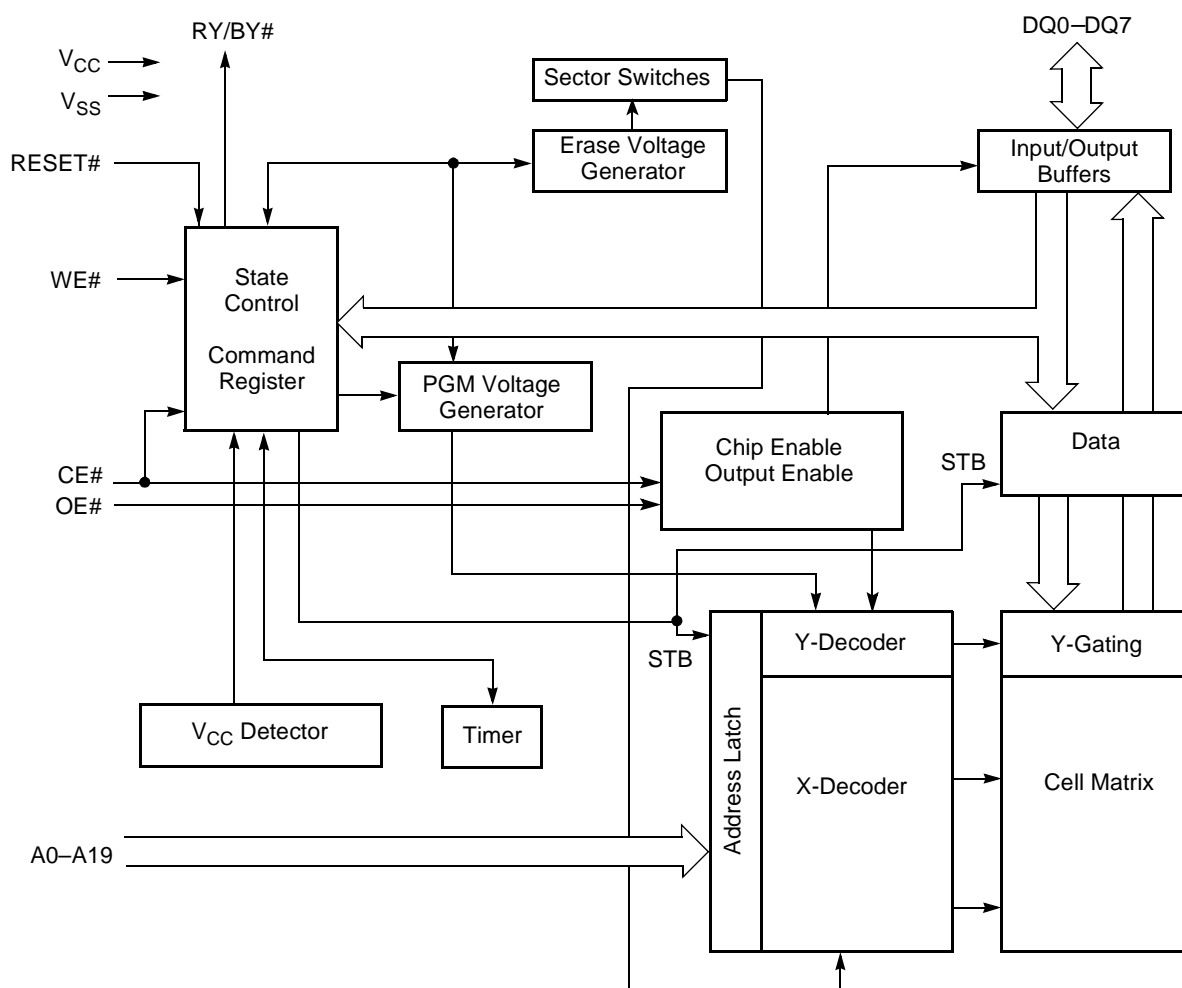 RY/BY#
DQ0–DQ7
VCC
VSS
Sector Switches
RESET#
Erase Voltage
Generator
Input/Output
Buffers
WE#
State
Control
Command
Register
PGM Voltage
Generator
Chip Enable
Output Enable
STB
Data
CE#
OE#
STB
Y-Decoder
Y-Gating
VCC Detector
Timer
Address Latch
X-Decoder
Cell Matrix
A0–A19